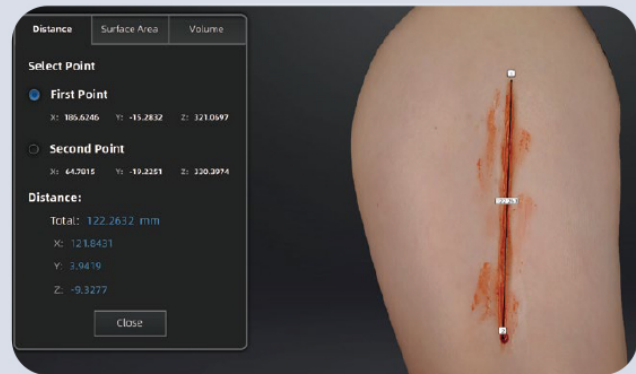 Distance Surface Area Volume
Select Point
First Point
X: 186.6246 Y: -15.2832 Z: 321.0697
Second Point
X: 64.7815 Y: -19.2251 Z: 330.3974
Distance:
Total: 122.2632 mm
X: 121.8431
Y: 3.9419
Z: -9.3277
Close